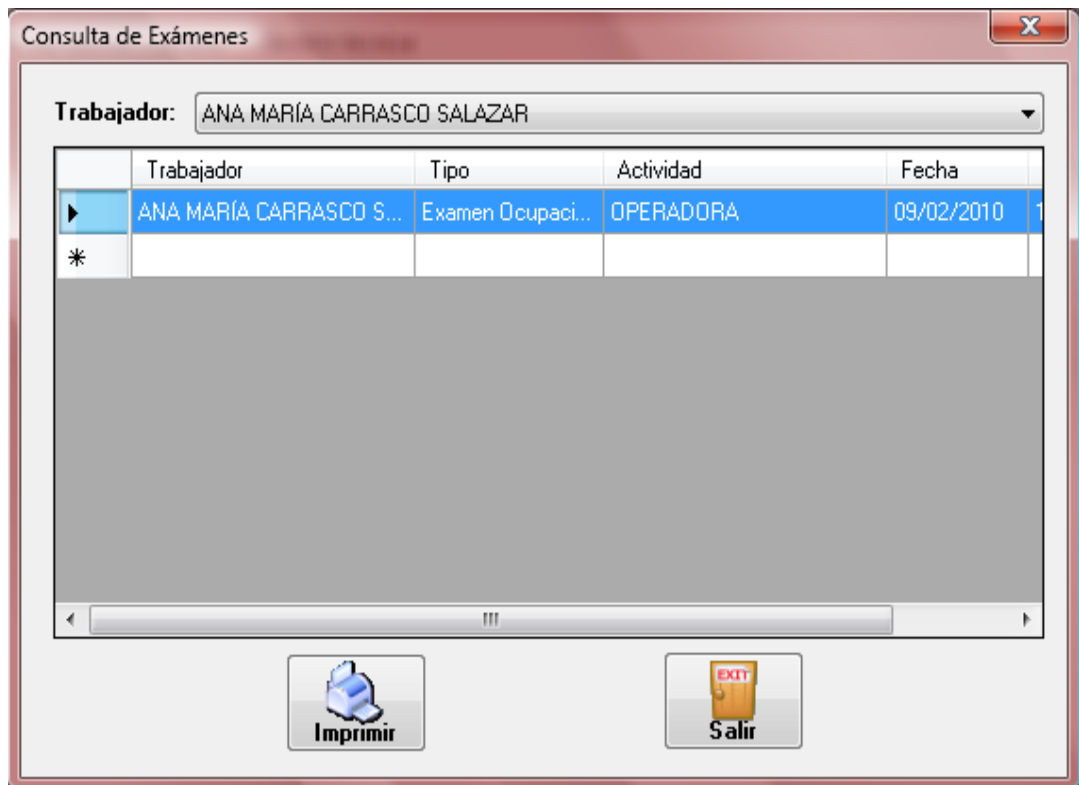 Consulta de Exámenes
Trabajador: ANA MARÍA CARRASCO SALAZAR
Trabajador Tipo Actividad Fecha
ANA MARÍA CARRASCO S... Examen Ocupaci... OPERADORA 09/02/2010 1
EXIT
Imprimir Salir